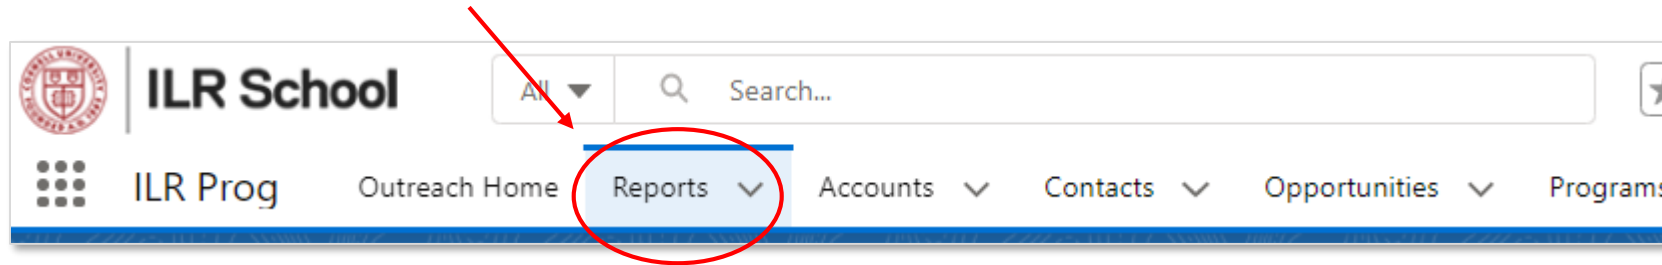 ILR School
All
Search...
ILR Prog
Outreach Home
Reports
Accounts
Contacts
Opportunities
Programs